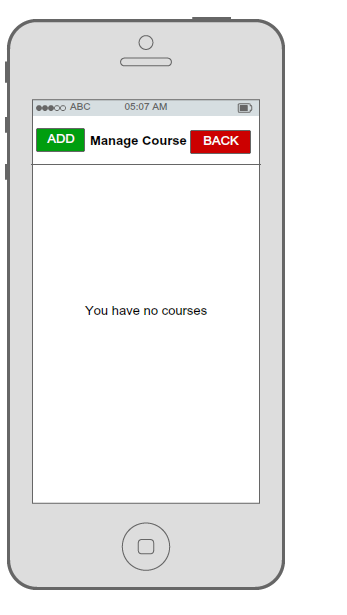 ABC 05:07 AM
ADD Manage Course BACK
You have no courses